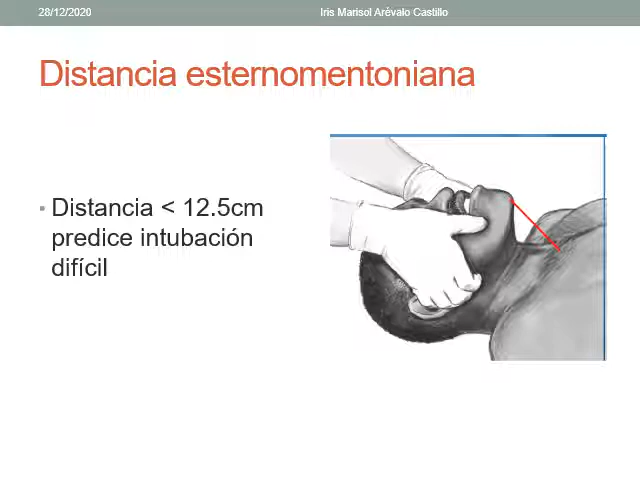 28/12/2020
Iris Marisol Arévalo Castillo
Distancia esternomentoniana
• Distancia < 12.5cm
predice intubación
difícil